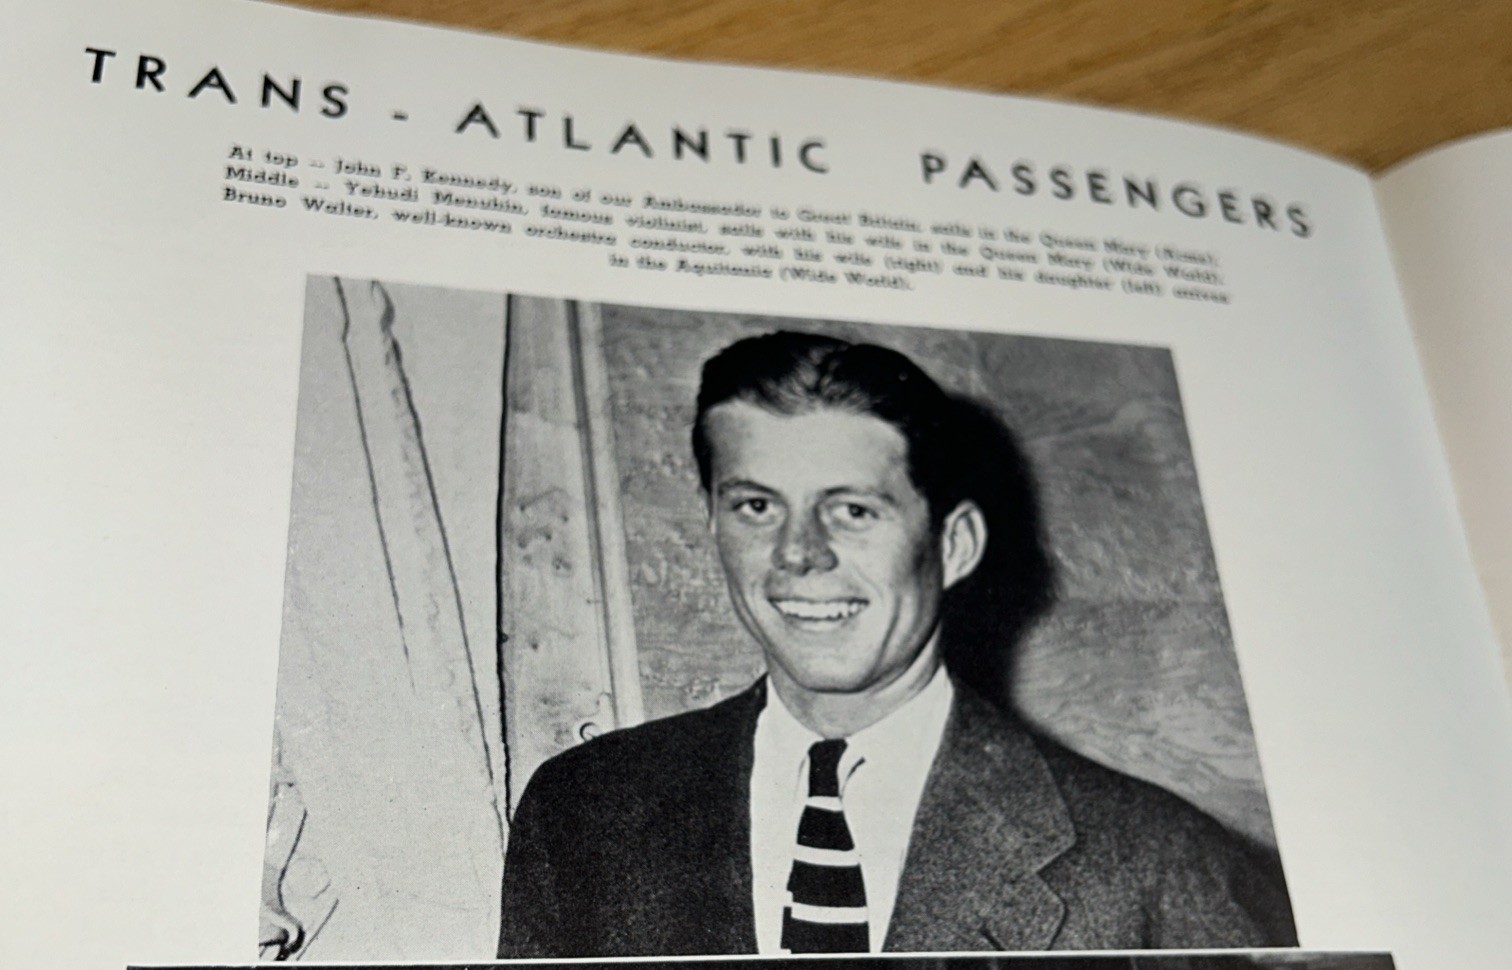 TRANS - ATLANTIC PASSENGERS
At top -- John F. Kennedy, son of our Ambassador to Great Britain, sails in the Queen Mary (Acme).
Middle -- Yehudi Menuhin, famous violinist, sails with his wife in the Queen Mary (Wide World).
Bruno Walter, well-known orchestra conductor, with his wife (right) and his daughter (left) arrives
in the Aquitania (Wide World).